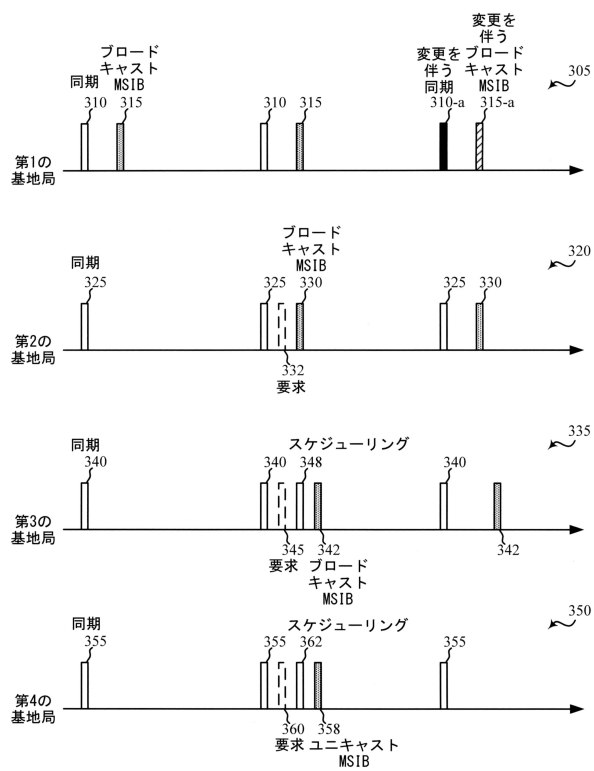 同期
310
ブロード
キャスト
MSIB
315
310
315
変更を
伴う
同期
310-a
変更を
伴う
ブロード
キャスト
MSIB
315-a
305
第1の
基地局
同期
325
325
ブロード
キャスト
MSIB
330
325
330
320
332
要求
第2の
基地局
同期
340
340
スケジューリング
348
340
335
345
要求
342
ブロード
キャスト
MSIB
342
第3の
基地局
同期
355
355
スケジューリング
362
355
350
360
要求
358
ユニキャスト
MSIB
第4の
基地局